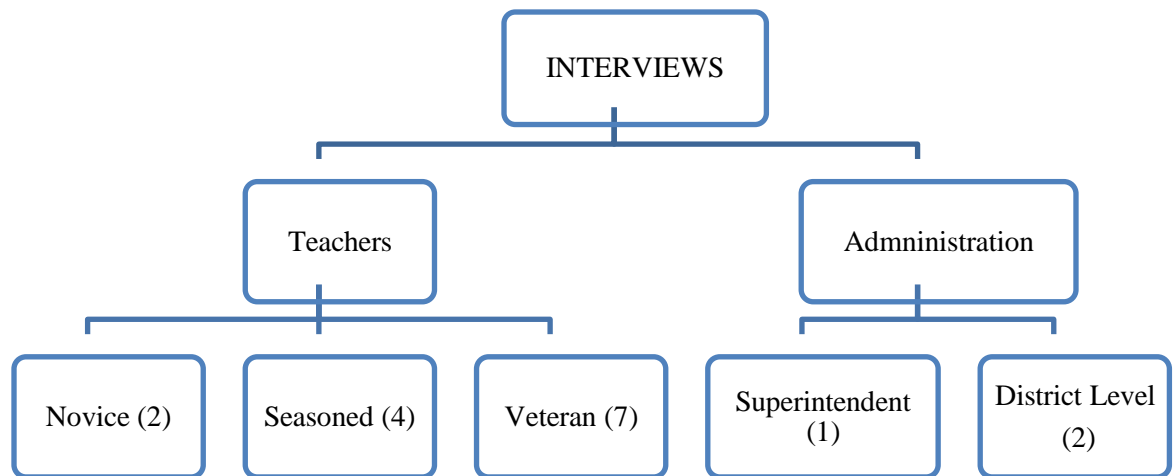 INTERVIEWS
Teachers
Admninistration
Novice (2)
Seasoned (4)
Veteran (7)
Superintendent
(1)
District Level
(2)